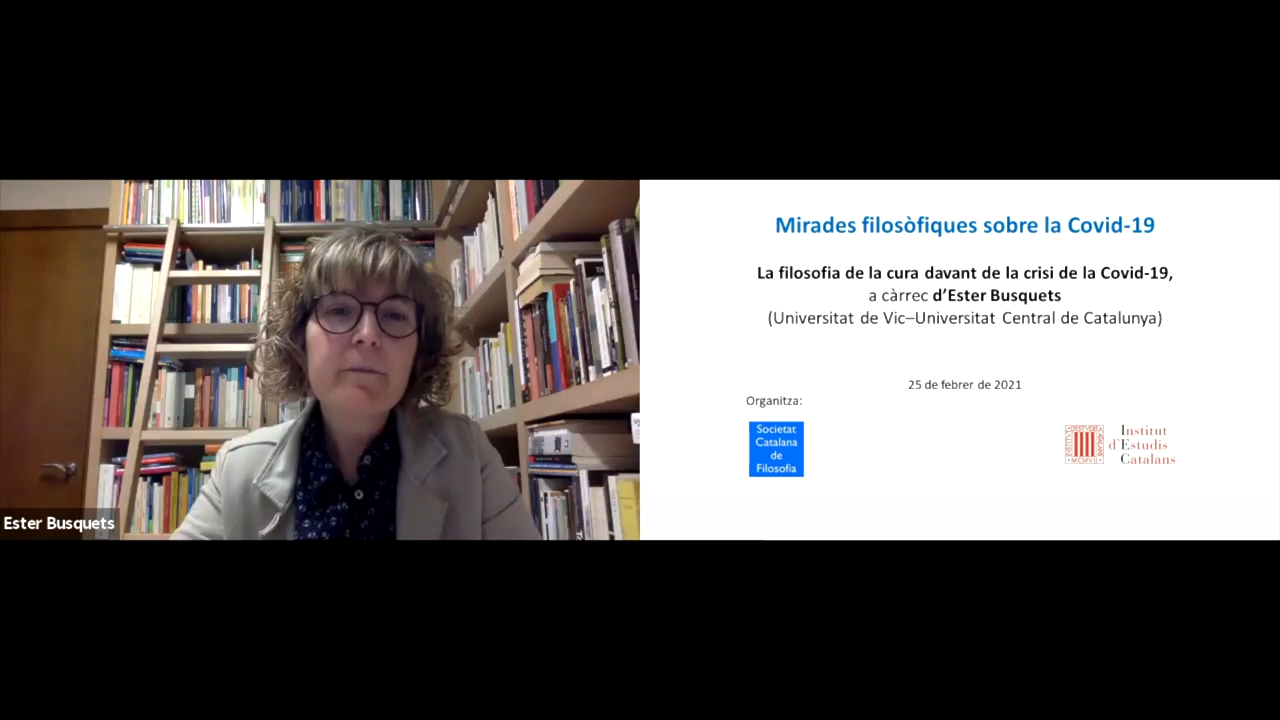 Ester Busquets
Mirades filosòfiques sobre la Covid-19
La filosofia de la cura davant de la crisi de la Covid-19,
a càrrec d’Ester Busquets
(Universitat de Vic–Universitat Central de Catalunya)
25 de febrer de 2021
Organitza:
Societat
Catalana
de
Filosofia
Institut
d'Estudis
Catalans